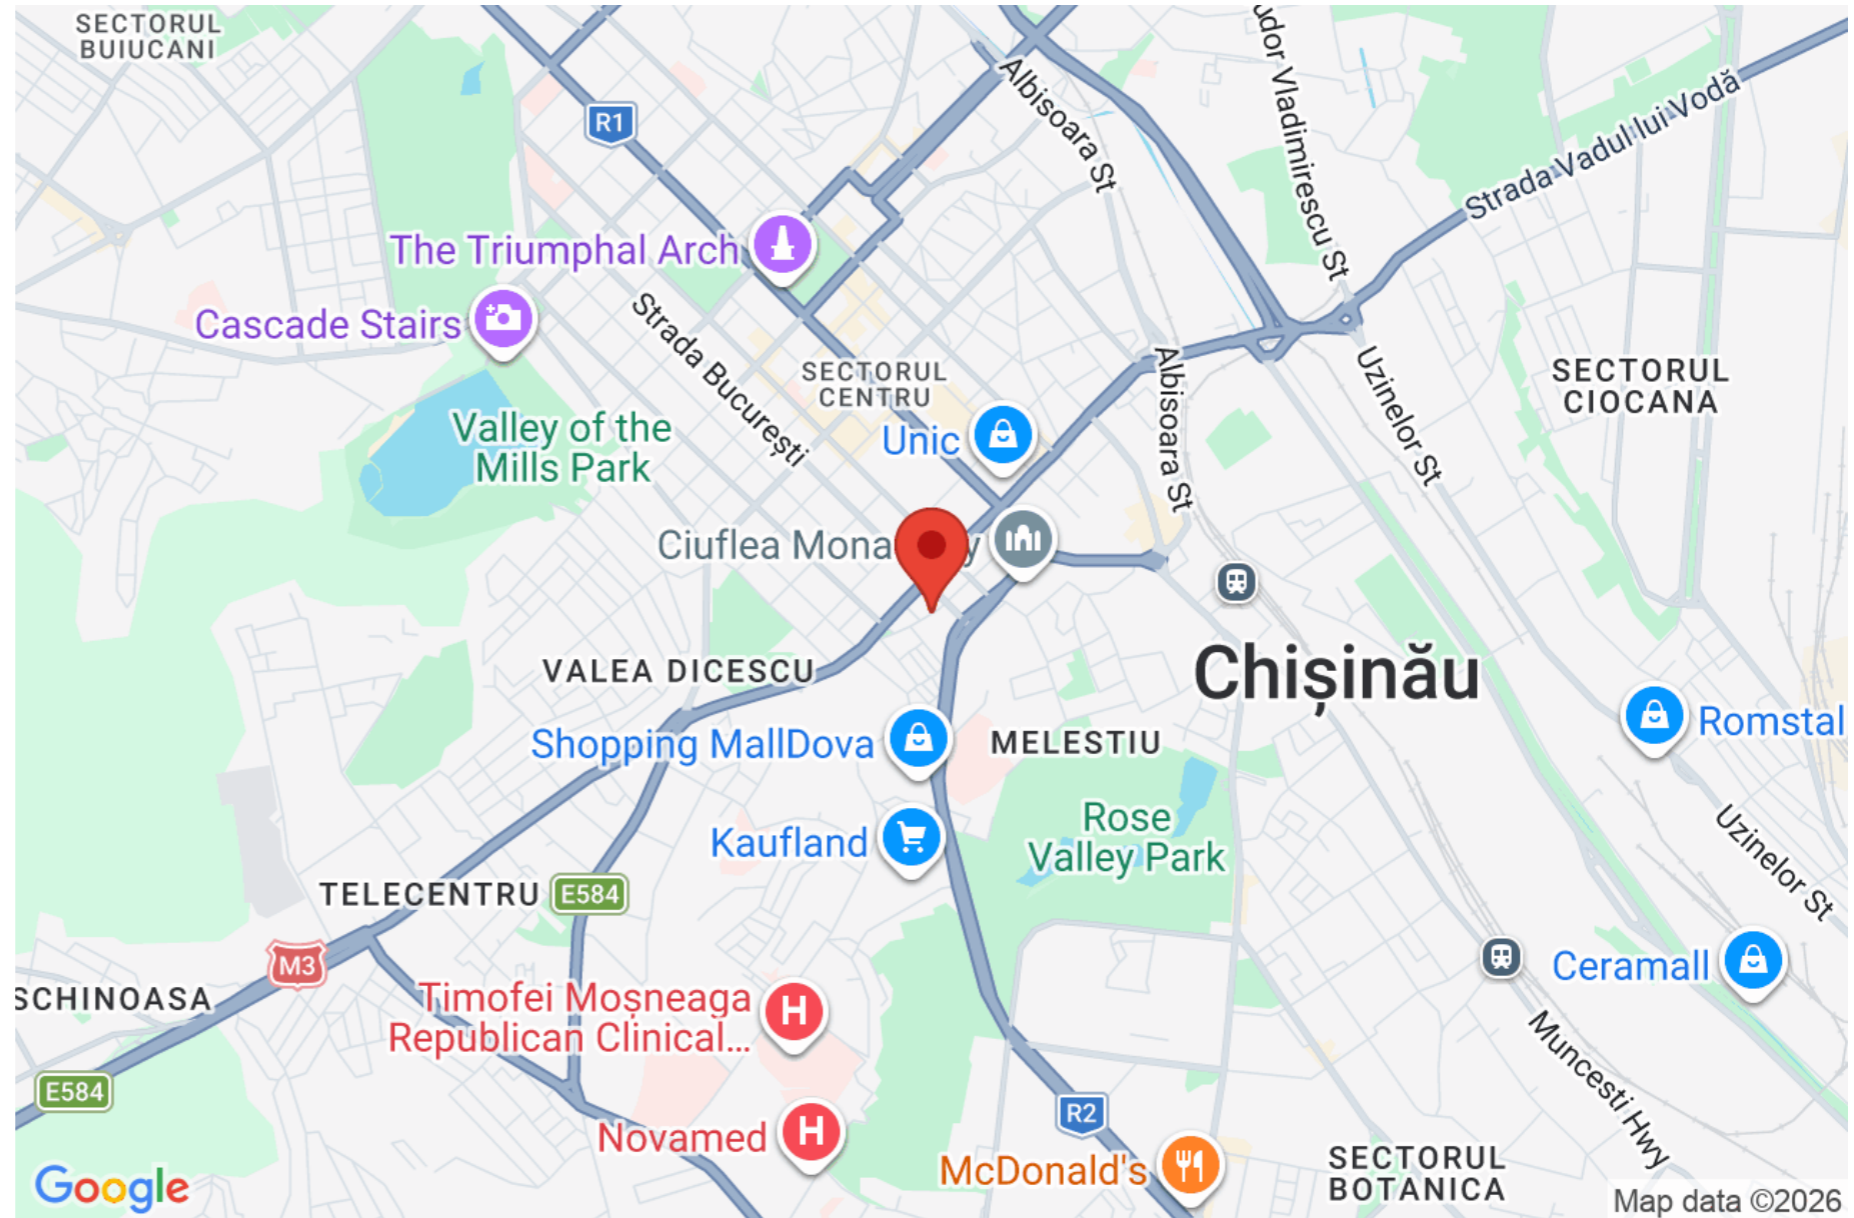 SECTORUL
BUIUCANI
R1
Albisoara St
udor Vladimirescu St
Strada Vadul lui Vodă
The Triumphal Arch
Cascade Stairs
Strada București
SECTORUL
CENTRU
Albisoara St
Uzinelor St
SECTORUL
CIOCANA
Valley of the
Mills Park
Unic
Ciuflea Mona
y
VALEA DICESCU
Chișinău
Shopping MallDova
MELESTIU
Romstal
Kaufland
Rose
Valley Park
Uzinelor St
TELECENTRU
E584
M3
Ceramall
SCHINOASA
Timofei Moșneaga
Republican Clinical...
H
Muncesti Hwy
E584
R2
Novamed
H
McDonald's
SECTORUL
BOTANICA
Google
Map data ©2026